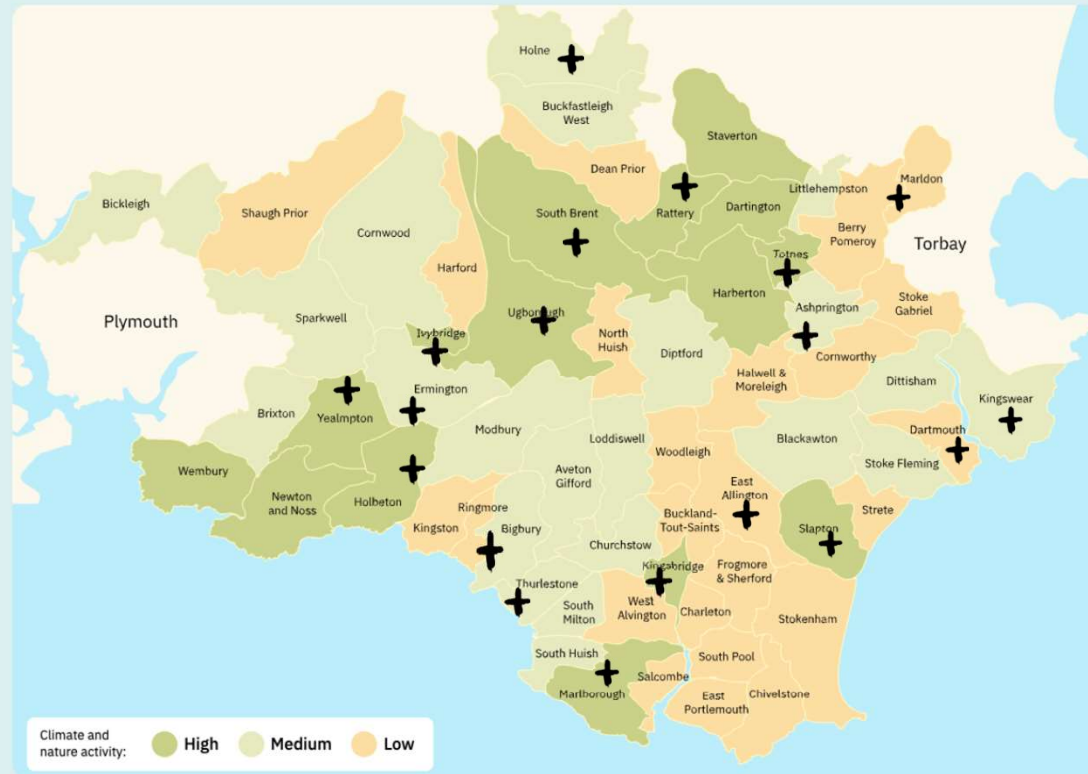 Holne
Buckfastleigh
West
Staverton
Dean Prior
Littlehempston
Marldon
Bickleigh
Shaugh Prior
South Brent
Rattery
Dartington
Cornwood
Berry
Pomeroy
Torbay
Harford
Totnes
Harberton
Ashprington
Stoke
Gabriel
Plymouth
Sparkwell
Ugborough
Ivybridge
North
Huish
Diptford
Cornworthy
Halwell &
Moreleigh
Dittisham
Ermington
Kingswear
Brixton
Yealmpton
Modbury
Loddiswell
Dartmouth
Blackawton
Woodleigh
Stoke Fleming
Wembury
Aveton
Gifford
East
Allington
Newton
and Noss
Holbeton
Ringmore
Kingston
Bigbury
Buckland-
Tout-Saints
Strete
Slapton
Churchstow
Kingsbridge
Frogmore
& Sherford
Thurlestone
South
Milton
West
Alvington
Charleton
Stokenham
South Huish
South Pool
Salcombe
Marlborough
East
Portlemouth
Chivelstone
Climate and
nature activity:
High
Medium
Low